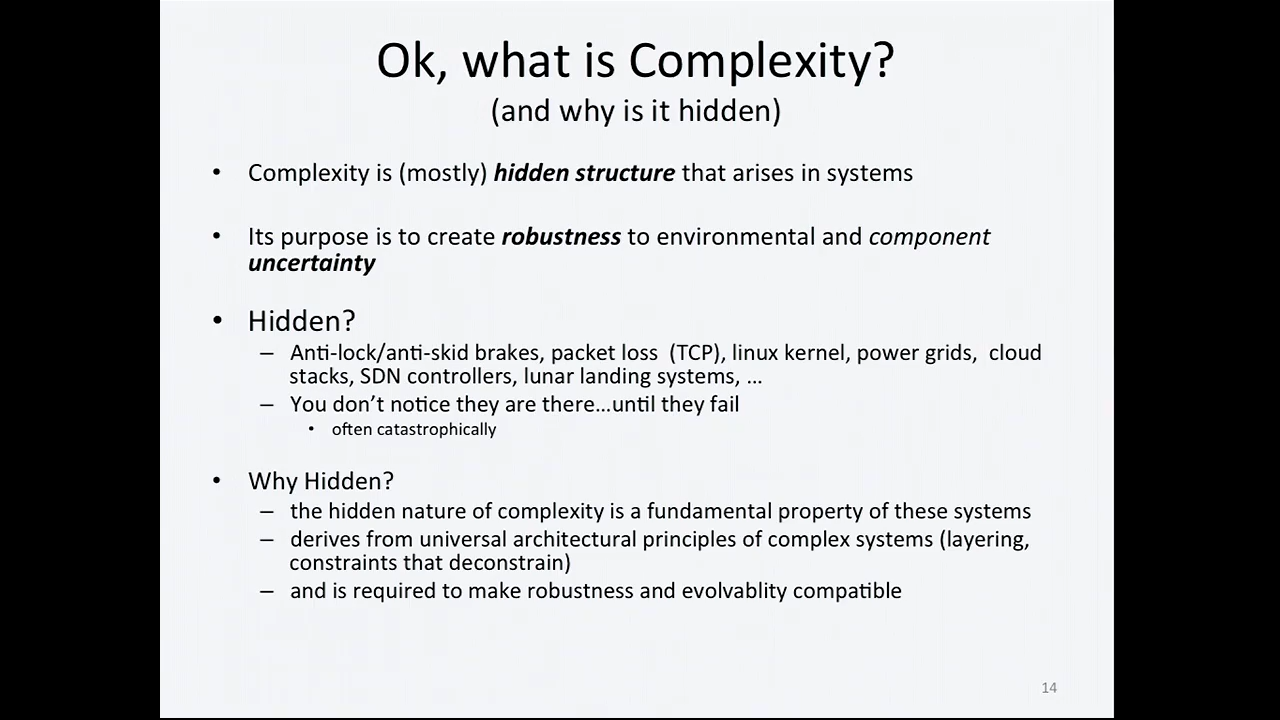 Ok, what is Complexity?
(and why is it hidden)
• Complexity is (mostly) hidden structure that arises in systems
• Its purpose is to create robustness to environmental and component
uncertainty
• Hidden?
– Anti-lock/anti-skid brakes, packet loss (TCP), linux kernel, power grids, cloud
stacks, SDN controllers, lunar landing systems, …
– You don’t notice they are there…until they fail
• often catastrophically
• Why Hidden?
– the hidden nature of complexity is a fundamental property of these systems
– derives from universal architectural principles of complex systems (layering,
constraints that deconstrain)
– and is required to make robustness and evolvablity compatible
14